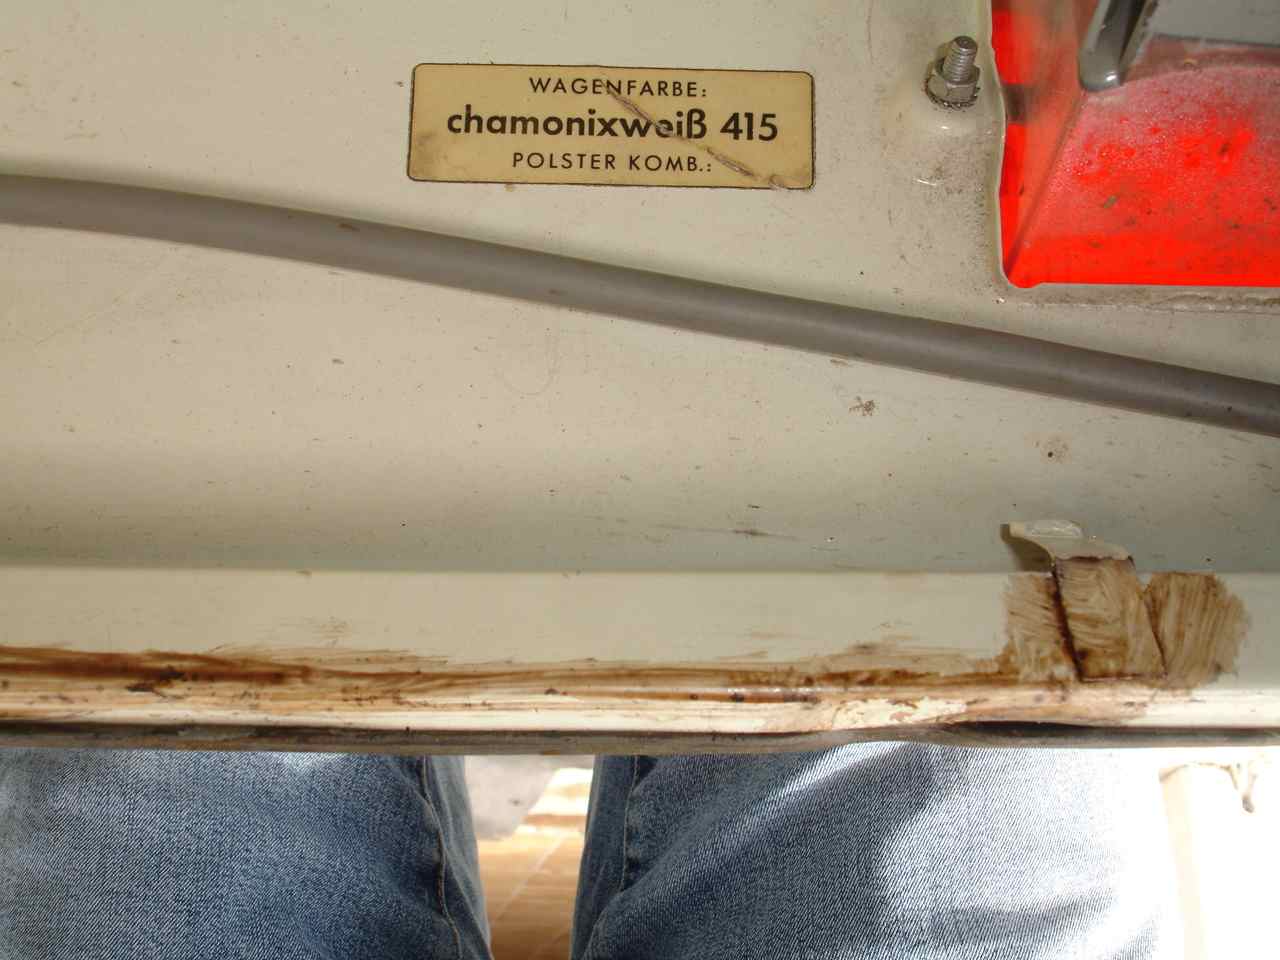 WAGENFARBE:
chamonixweiß 415
POLSTER KOMB.: